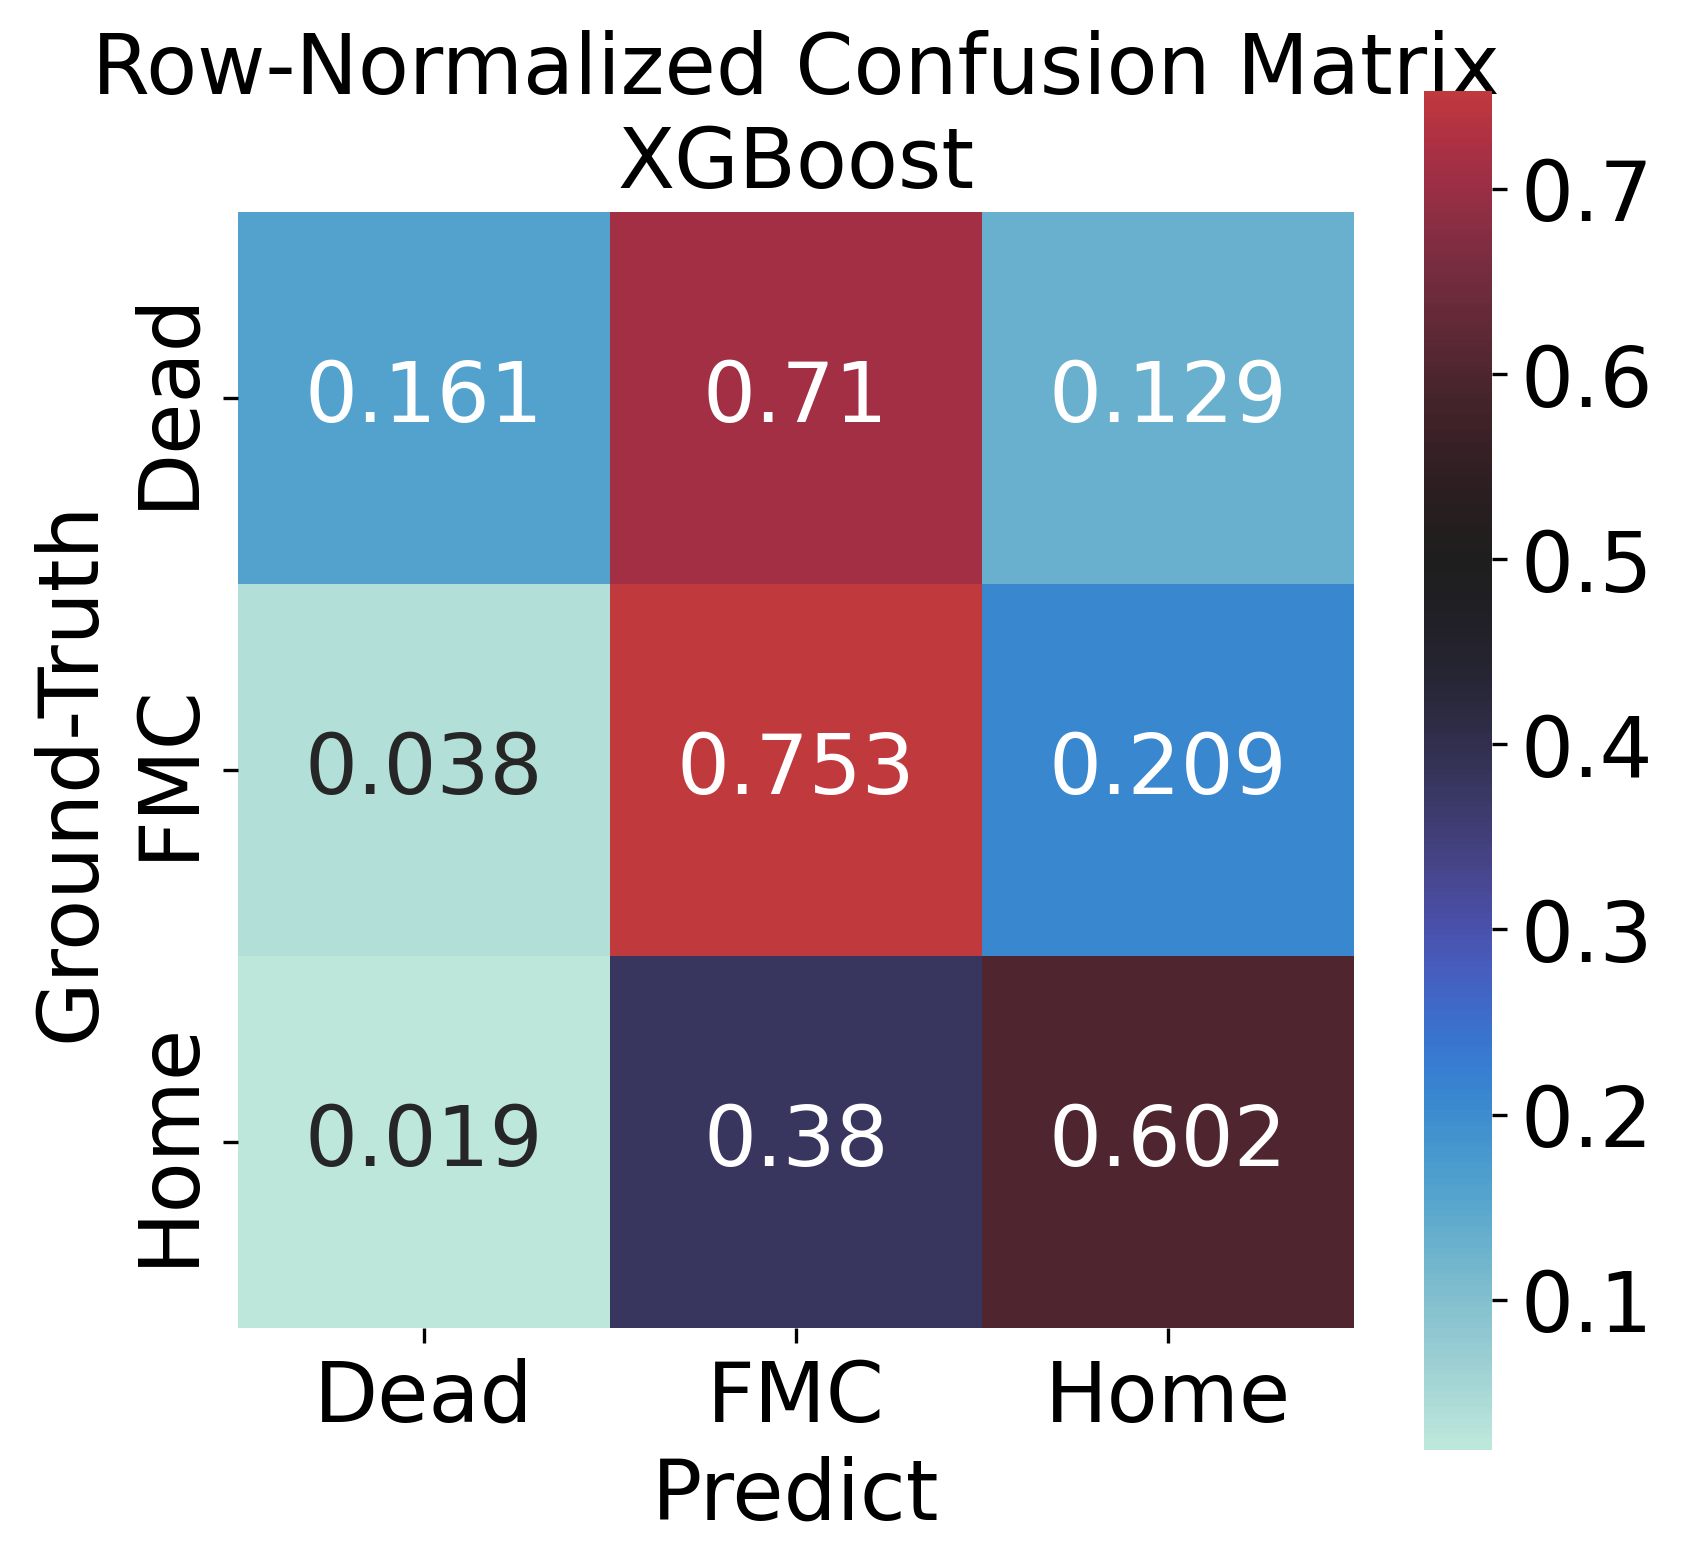 Row-Normalized Confusion Matrix
XGBoost
Ground-Truth
Dead
0.161
0.71
0.129
FMC
0.038
0.753
0.209
Home
0.019
0.38
0.602
Dead
FMC
Home
Predict
0.7
0.6
0.5
0.4
0.3
0.2
0.1